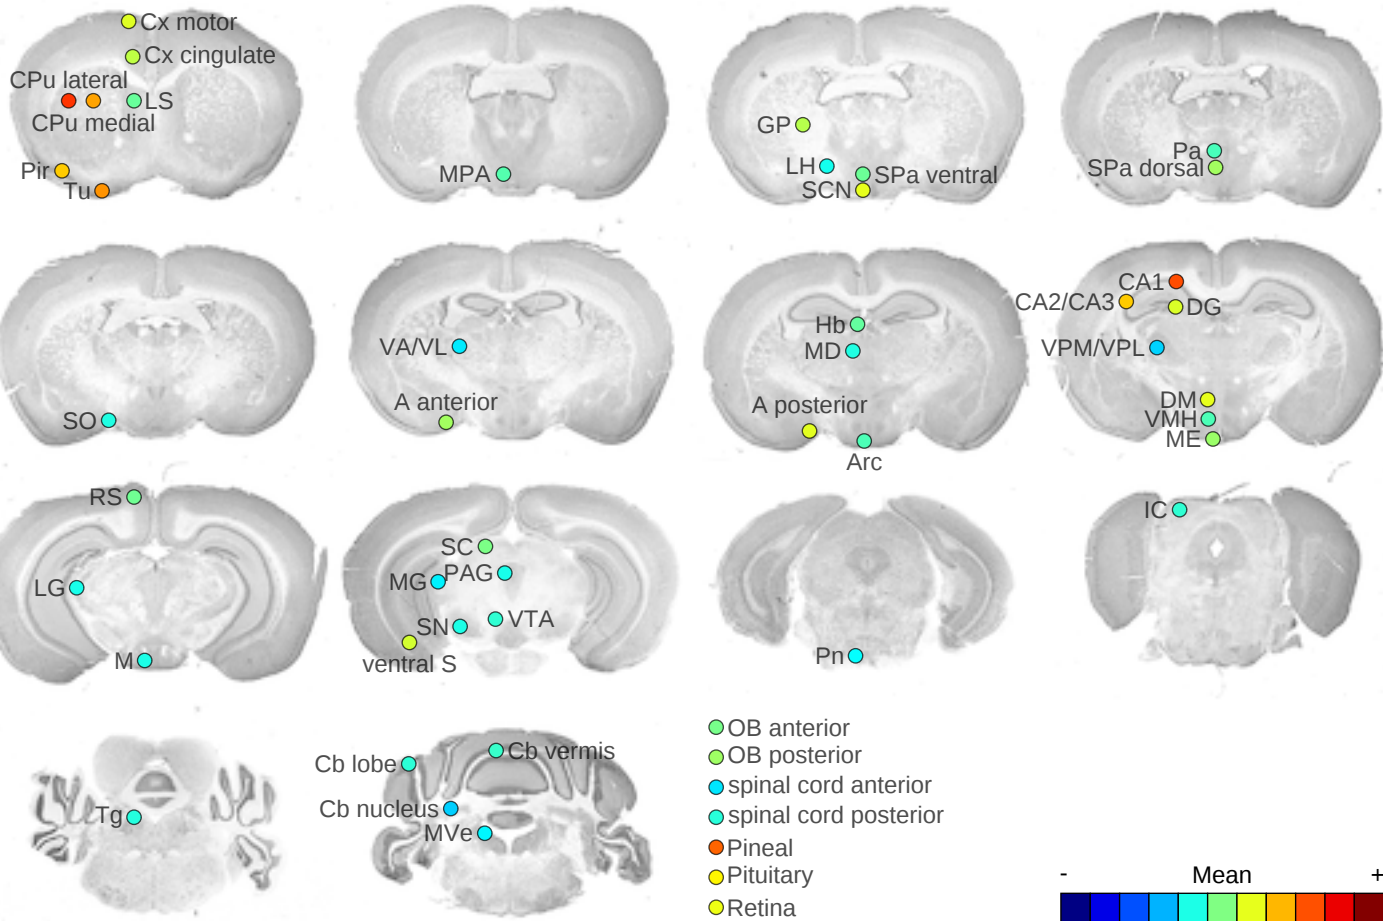 Cx motor
Cx cingulate
CPu lateral
LS
CPu medial
Pir
Tu
MPA
GP
LH
SPa ventral
SCN
Pa
SPa dorsal
SO
VA/VL
A anterior
Hb
MD
A posterior
Arc
CA1
CA2/CA3
DG
VPM/VPL
DM
VMH
ME
RS
LG
M
SC
MG
PAG
SN
VTA
ventral S
Pn
IC
Tg
Cb lobe
Cb vermis
Cb nucleus
MVe
OB anterior
OB posterior
spinal cord anterior
spinal cord posterior
Pineal
Pituitary
Retina
- Mean +